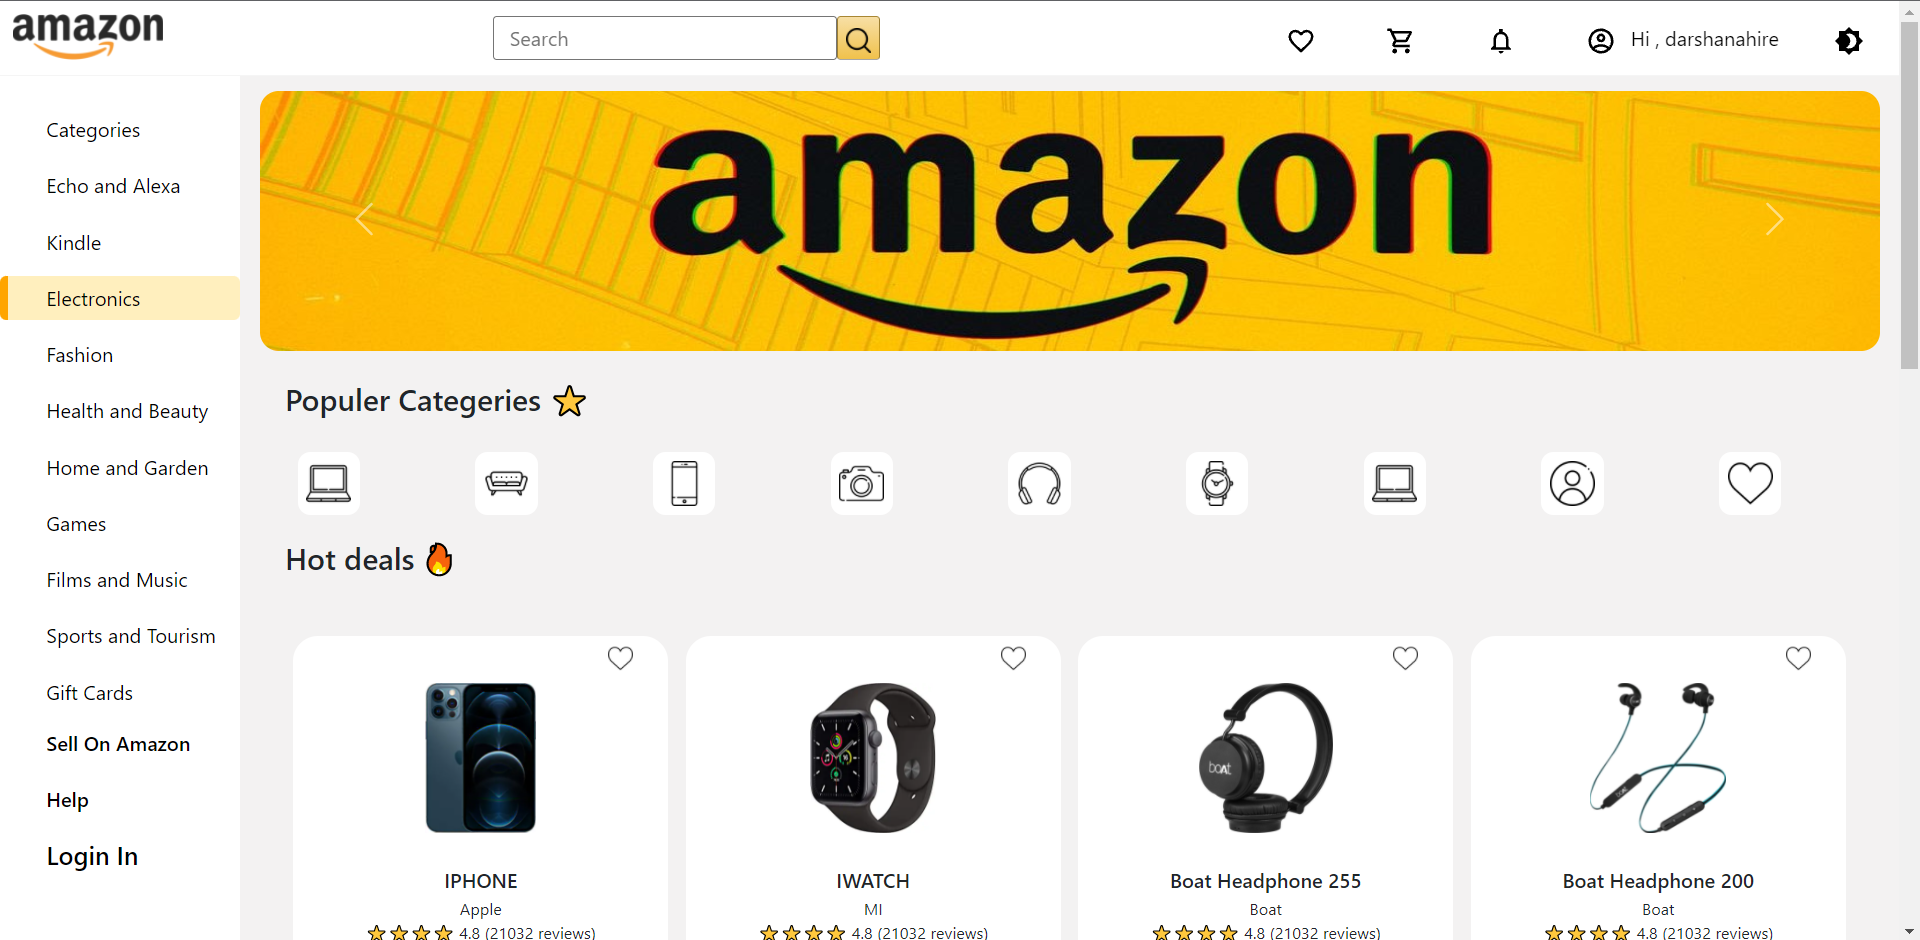 amazon
Search
Hi , darshanahire
Categories
Echo and Alexa
Kindle
Electronics
Fashion
Health and Beauty
Home and Garden
Games
Films and Music
Sports and Tourism
Gift Cards
Sell On Amazon
Help
Login In
amazon
Populer Categeries
Hot deals
boAt
IPHONE
Apple
4.8 (21032 reviews)
IWATCH
MI
4.8 (21032 reviews)
Boat Headphone 255
Boat
4.8 (21032 reviews)
Boat Headphone 200
Boat
4.8 (21032 reviews)